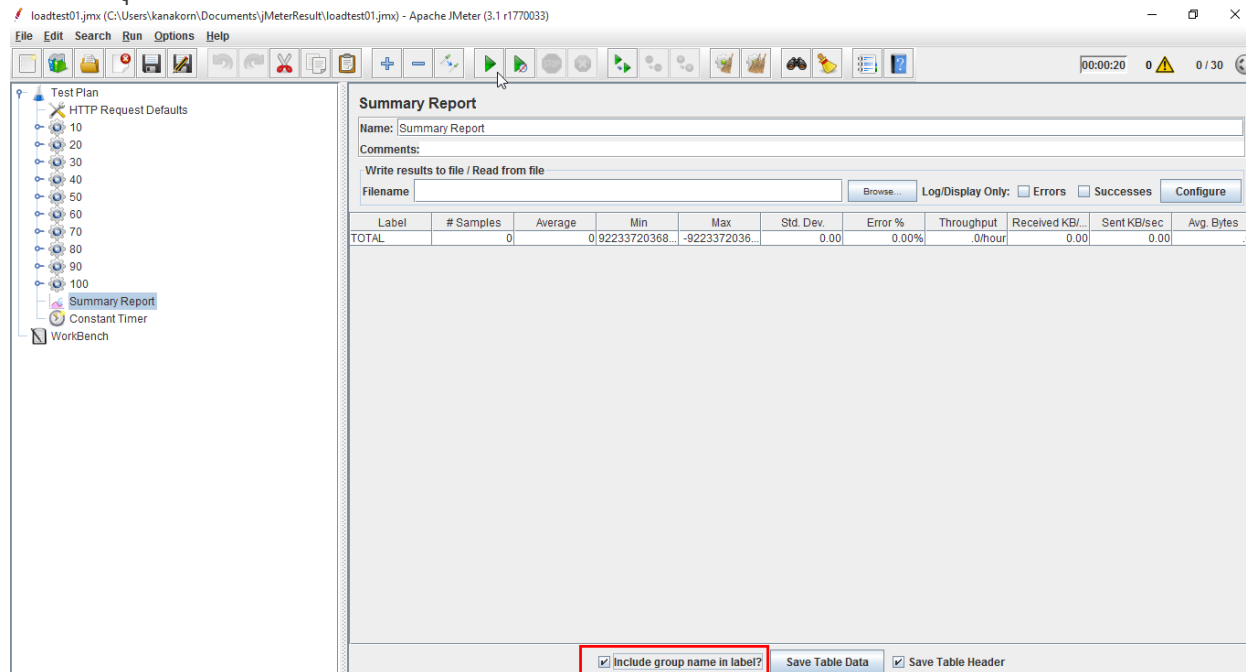 loadtest01.jmx (C:\Users\kanakorn\Documents\jMeterResult\loadtest01.jmx) - Apache JMeter (3.1 r1770033)
File Edit Search Run Options Help
00:00:20 0 0 / 30
Test Plan
HTTP Request Defaults
10
20
30
40
50
60
70
80
90
100
Summary Report
Constant Timer
WorkBench
Summary Report
Name: Summary Report
Comments:
Write results to file / Read from file
Filename Browse... Log/Display Only: Errors Successes Configure
Label # Samples Average Min Max Std. Dev. Error % Throughput Received KB/... Sent KB/sec Avg. Bytes
TOTAL 0 0 92233720368... -9223372036... 0.00 0.00% .0/hour 0.00 0.00 .
Include group name in label? Save Table Data Save Table Header